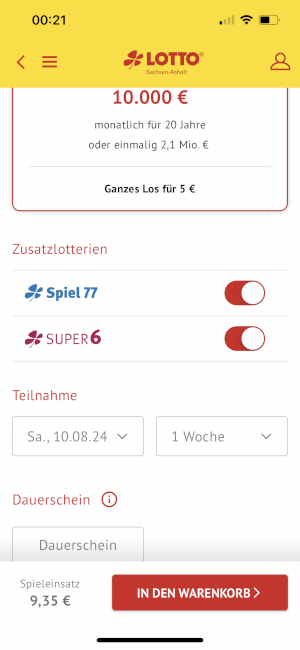 00:21
LOTTO®
Sachsen-Anhalt
10.000 €
monatlich für 20 Jahre
oder einmalig 2,1 Mio. €
Ganzes Los für 5 €
Zusatzlotterien
Spiel 77
SUPER 6
Teilnahme
Sa., 10.08.24
1 Woche
Dauerschein
Dauerschein
Spieleinsatz
9,35 €
IN DEN WARENKORB